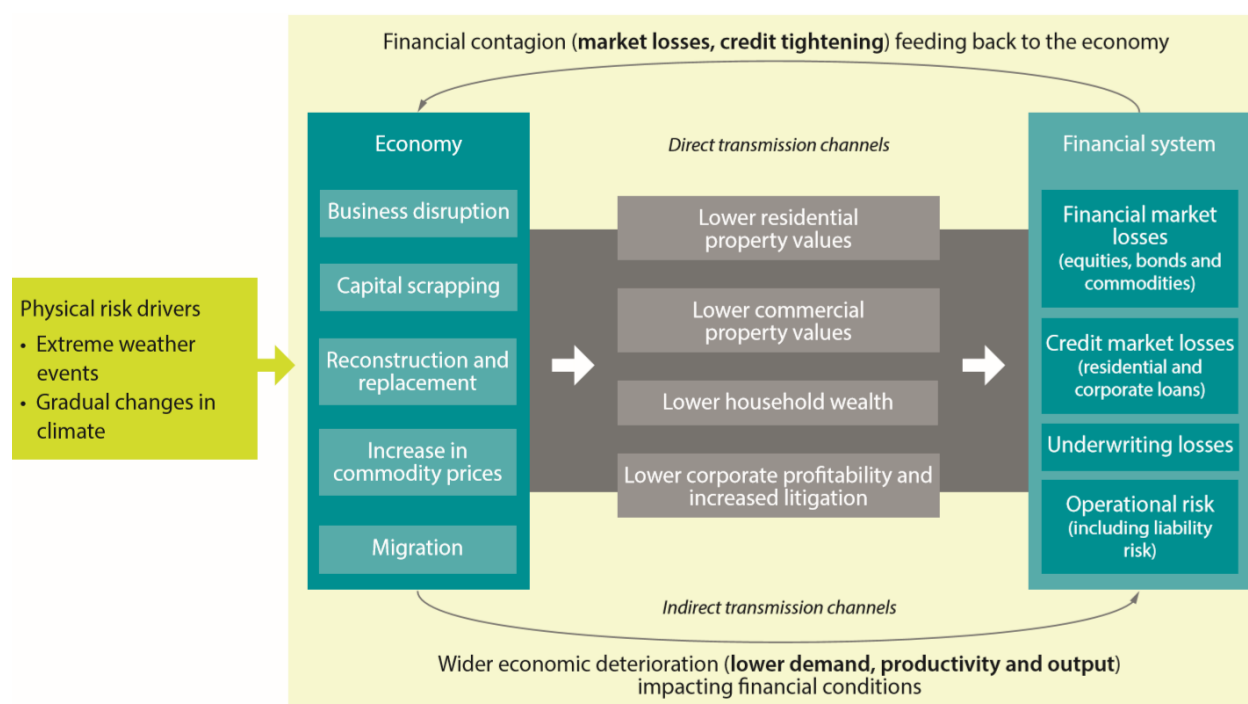 Financial contagion (market losses, credit tightening) feeding back to the economy
Physical risk drivers
• Extreme weather
events
• Gradual changes in
climate
Economy
Business disruption
Capital scrapping
Reconstruction and
replacement
Increase in
commodity prices
Migration
Direct transmission channels
Lower residential
property values
Lower commercial
property values
Lower household wealth
Lower corporate profitability and
increased litigation
Indirect transmission channels
Financial system
Financial market
losses
(equities, bonds and
commodities)
Credit market losses
(residential and
corporate loans)
Underwriting losses
Operational risk
(including liability
risk)
Wider economic deterioration (lower demand, productivity and output)
impacting financial conditions